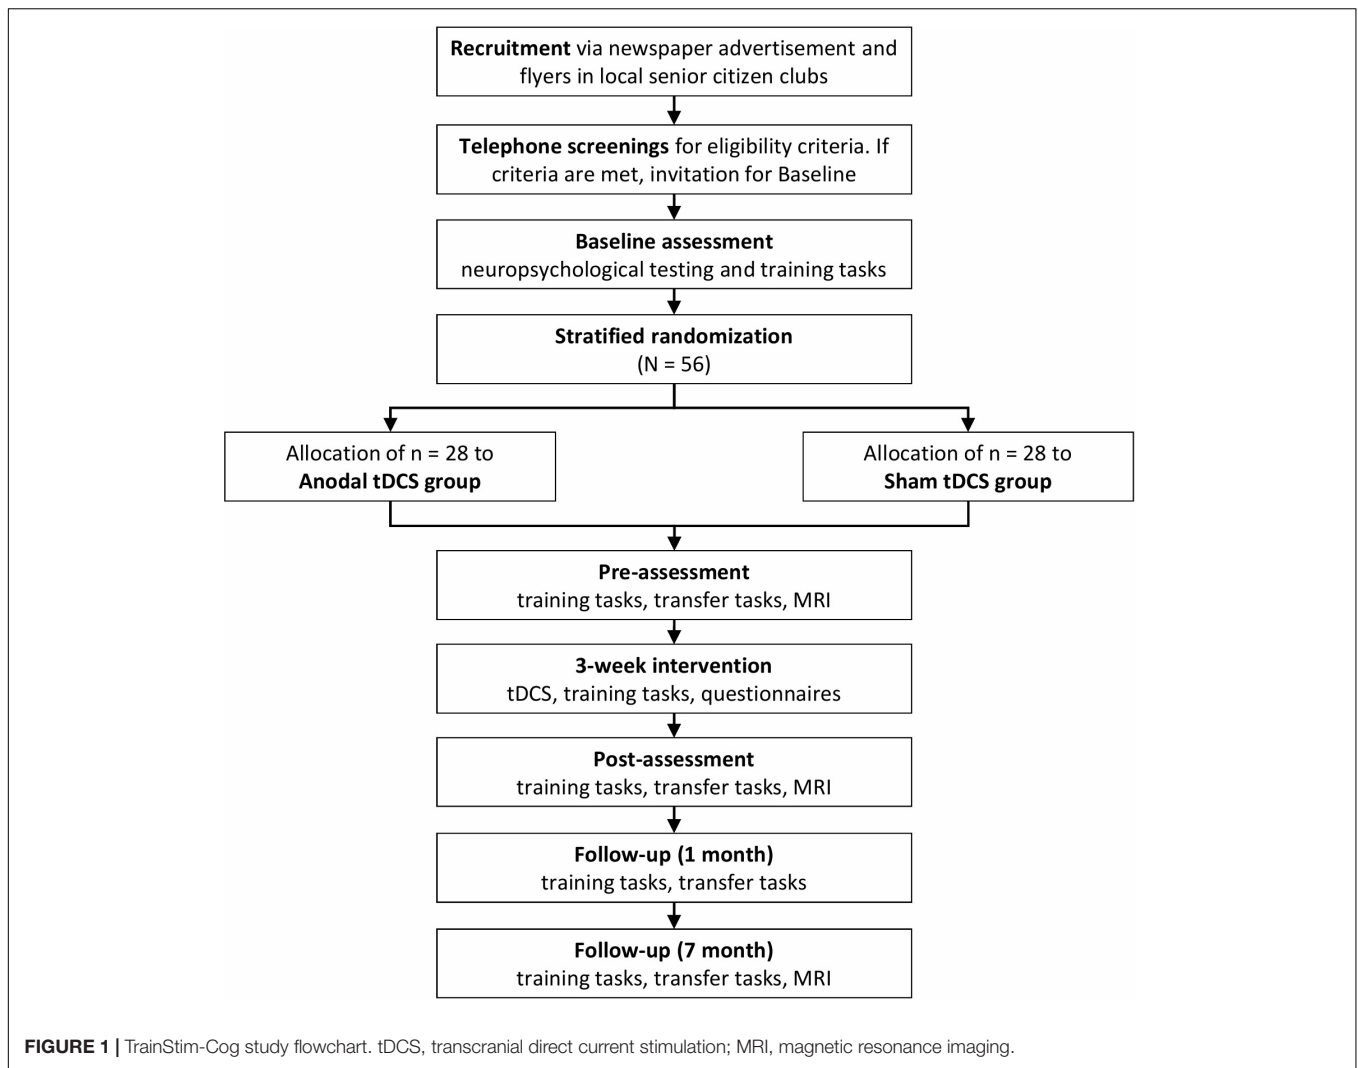 Recruitment via newspaper advertisement and
flyers in local senior citizen clubs
Telephone screenings for eligibility criteria. If
criteria are met, invitation for Baseline
Baseline assessment
neuropsychological testing and training tasks
Stratified randomization
(N = 56)
Allocation of n = 28 to
Anodal tDCS group
Allocation of n = 28 to
Sham tDCS group
Pre-assessment
training tasks, transfer tasks, MRI
3-week intervention
tDCS, training tasks, questionnaires
Post-assessment
training tasks, transfer tasks, MRI
Follow-up (1 month)
training tasks, transfer tasks
Follow-up (7 month)
training tasks, transfer tasks, MRI
FIGURE 1 | TrainStim-Cog study flowchart. tDCS, transcranial direct current stimulation; MRI, magnetic resonance imaging.